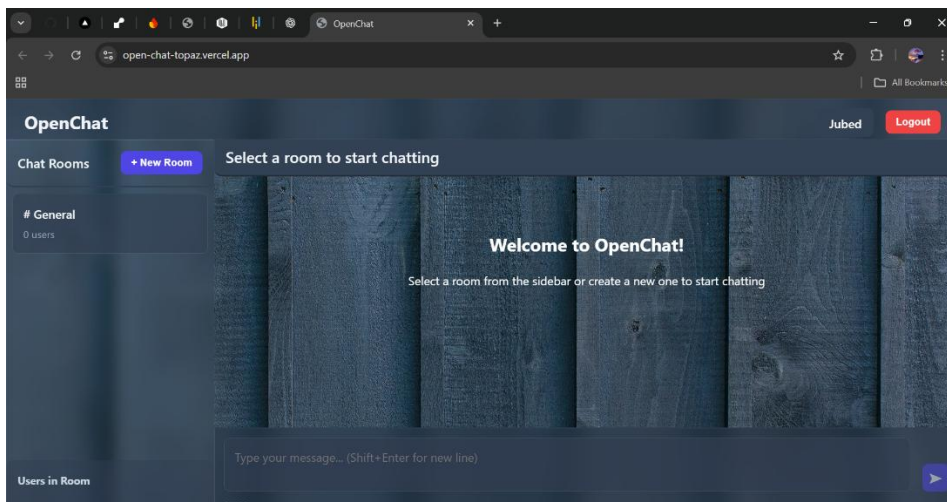 OpenChat
open-chat-topaz.vercel.app
All Bookmarks
OpenChat
Jubed
Logout
Chat Rooms
+ New Room
Select a room to start chatting
# General
0 users
Welcome to OpenChat!
Select a room from the sidebar or create a new one to start chatting
Type your message... (Shift+Enter for new line)
Users in Room